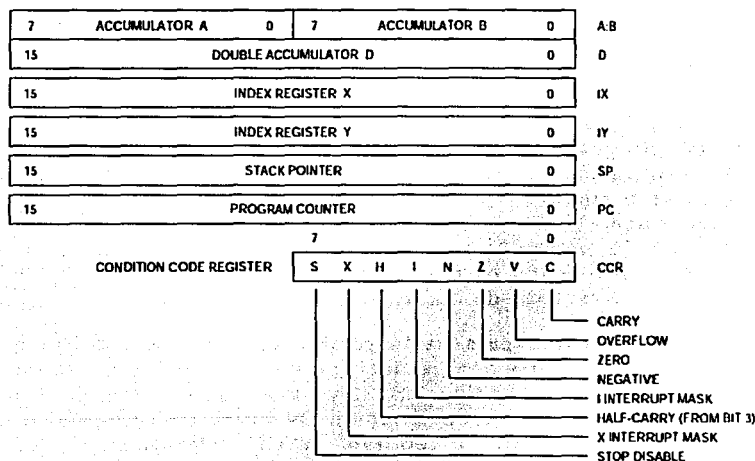 7 ACCUMULATOR A 0 7 ACCUMULATOR B 0 A:B
15 DOUBLE ACCUMULATOR D 0 D
15 INDEX REGISTER X 0 IX
15 INDEX REGISTER Y 0 IY
15 STACK POINTER 0 SP
15 PROGRAM COUNTER 0 PC
7 0
CONDITION CODE REGISTER S X H I N Z V C CCR
CARRY
OVERFLOW
ZERO
NEGATIVE
I INTERRUPT MASK
HALF-CARRY (FROM BIT 3)
X INTERRUPT MASK
STOP DISABLE